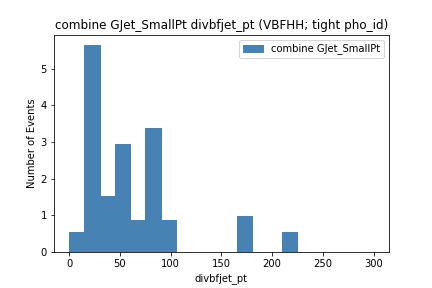 combine GJet_SmallPt divbfjet_pt (VBFHH; tight pho_id)
combine GJet_SmallPt
Number of Events
5
4
3
2
1
0
0 50 100 150 200 250 300
divbfjet_pt